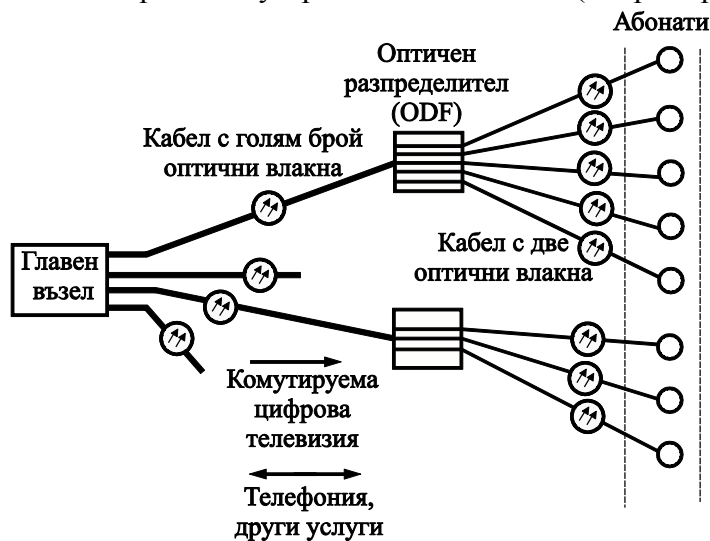 Абонати
Оптичен
разпределител
(ODF)
Кабел с голям брой
оптични влакна
Кабел с две
оптични влакна
Главен
възел
Комутируема
цифрова
телевизия
Телефония,
други услуги